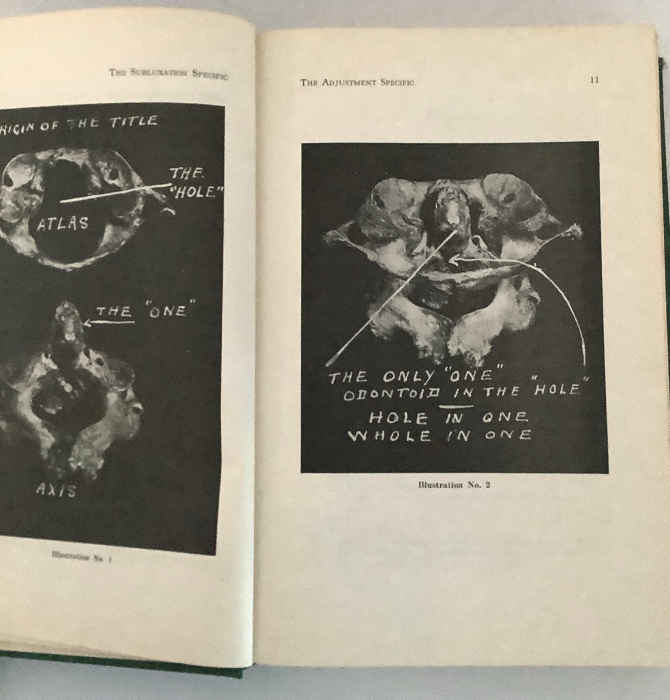 THE SUBLUXATION SPECIFIC
ORIGIN OF THE TITLE
THE
"HOLE"
ATLAS
THE "ONE"
AXIS
Illustration No. 1
THE ADJUSTMENT SPECIFIC 11
THE ONLY "ONE"
ODONTOID IN THE "HOLE"
HOLE IN ONE
WHOLE IN ONE
Illustration No. 2